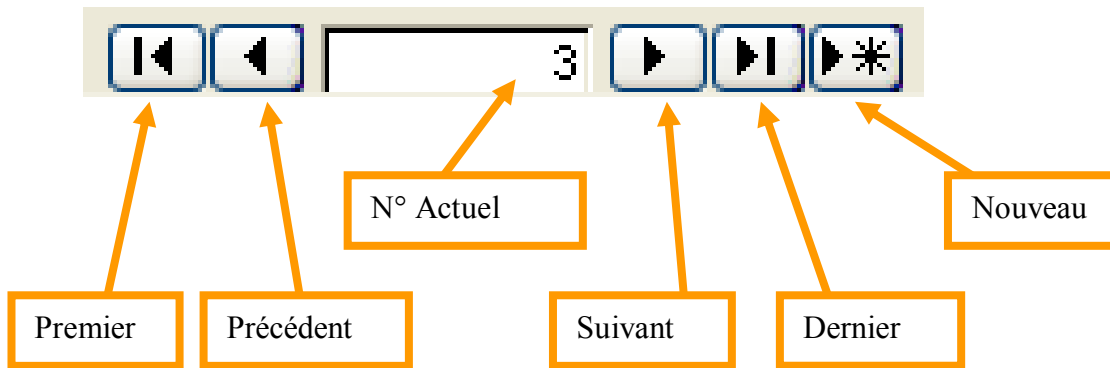 3
N° Actuel
Nouveau
Premier
Précédent
Suivant
Dernier